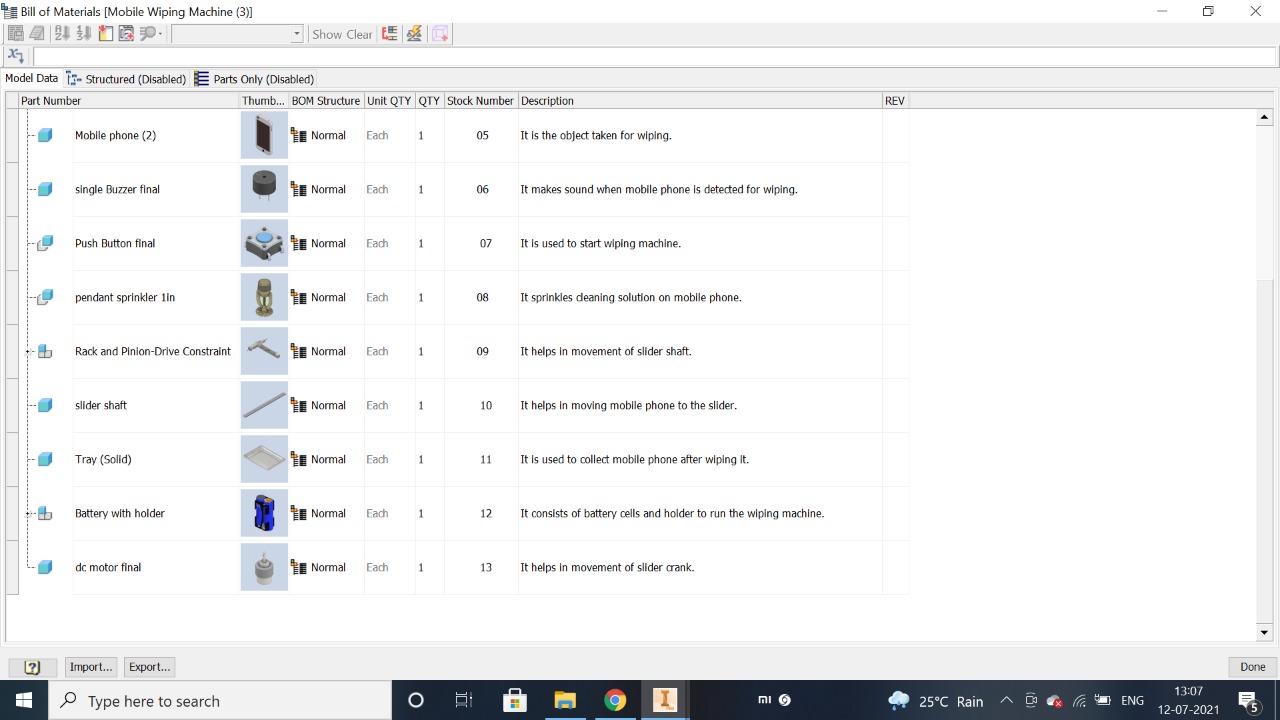 Bill of Materials [Mobile Wiping Machine (3)]
Show Clear
Model Data Structured (Disabled) Parts Only (Disabled)
Part Number Thumb... BOM Structure Unit QTY QTY Stock Number Description REV
Mobile phone (2) Normal Each 1 05 It is the object taken for wiping.
single Buzzer final Normal Each 1 06 It makes sound when mobile phone is detected for wiping.
Push Button final Normal Each 1 07 It is used to start wiping machine.
pendant sprinkler 1in Normal Each 1 08 It sprinkles cleaning solution on mobile phone.
Rack and Pinion-Drive Constraint Normal Each 1 09 It helps in movement of slider shaft.
slider shaft Normal Each 1 10 It helps in moving mobile phone to the slider.
Tray (Solid) Normal Each 1 11 It is used to collect mobile phone after wiping it.
Battery with holder Normal Each 1 12 It consists of battery cells and holder to run the wiping machine.
dc motor final Normal Each 1 13 It helps in movement of slider crank.
Import... Export... Done
Type here to search
25°C Rain
ENG
13:07
12-07-2021
5